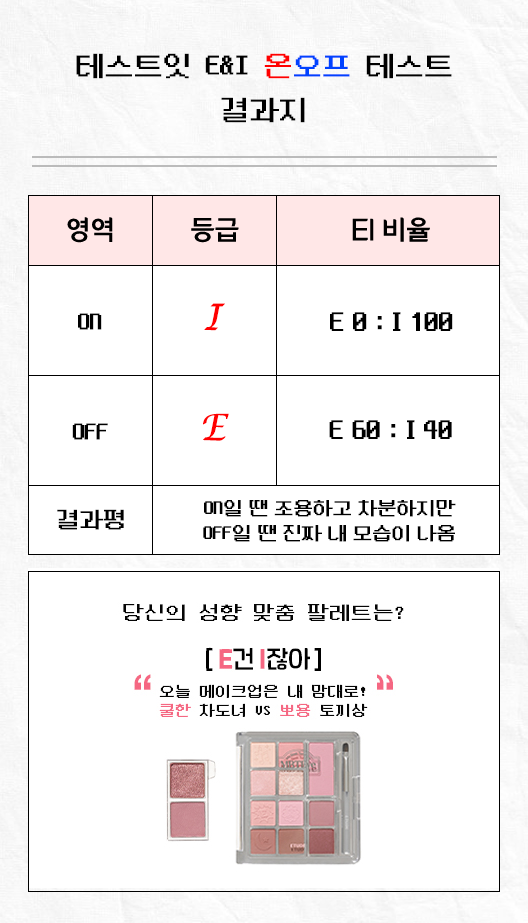 테스트잇 E&I 온오프 테스트
결과지
영역 등급 EI 비율
ON I E 0 : I 100
OFF E E 60 : I 40
결과평 ON일 땐 조용하고 차분하지만
OFF일 땐 진짜 내 모습이 나옴
당신의 성향 맞춤 팔레트는?
[ E건 I잖아 ]
“ 오늘 메이크업은 내 맘대로! ”
쿨한 차도녀 VS 뽀용 토끼상
ETUDE